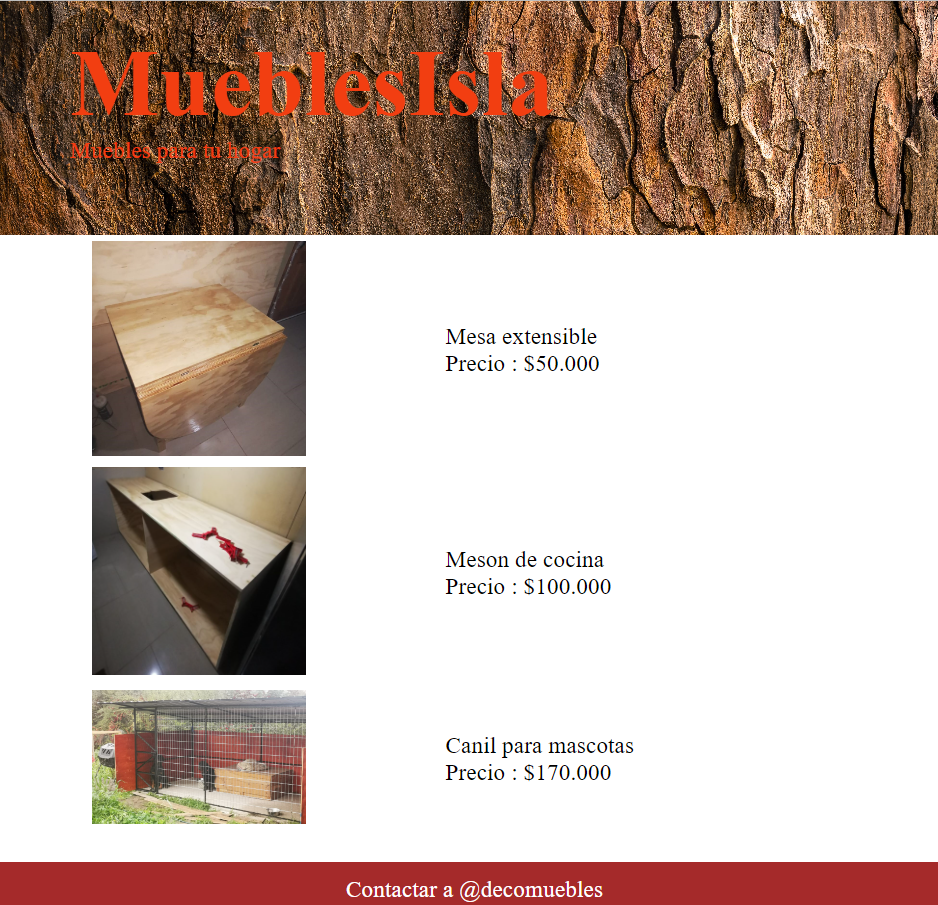 MueblesIsla
Muebles para tu hogar
Mesa extensible
Precio : $50.000
Meson de cocina
Precio : $100.000
Canil para mascotas
Precio : $170.000
Contactar a @decomuebles